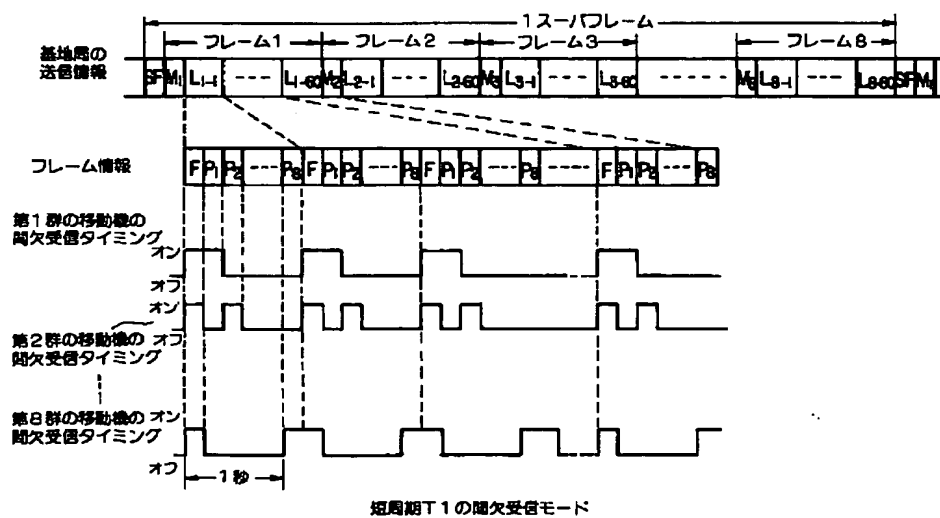 1スーパフレーム
フレーム1 フレーム2 フレーム3 フレーム8
基地局の
送信情報
SF M₁ L₁₋₁ ---- L₁₋₆₀ M₂ L₂₋₁ ---- L₂₋₆₀ M₃ L₃₋₁ ---- L₃₋₆₀ M₈ L₈₋₁ ---- L₈₋₆₀ SF M₁
フレーム情報
F P₁ P₂ ---- P₈ F P₁ P₂ ---- P₈ F P₁ P₂ ---- P₈ ---- F P₁ P₂ ---- P₈
第1群の移動機の
間欠受信タイミング
オン
オフ
オン
第2群の移動機の オフ
間欠受信タイミング
第8群の移動機の オン
間欠受信タイミング
オフ
1秒
短周期T1の間欠受信モード